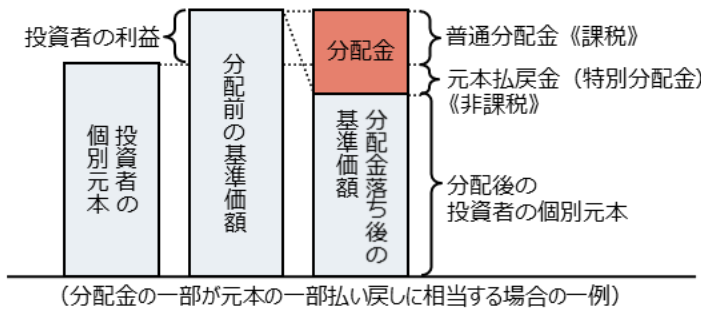 投資者の利益
投資者の
個別元本
分配前の基準価額
分配金
分配金落ち後の
基準価額
普通分配金《課税》
元本払戻金（特別分配金）
《非課税》
分配後の
投資者の個別元本
（分配金の一部が元本の一部払い戻しに相当する場合の一例）